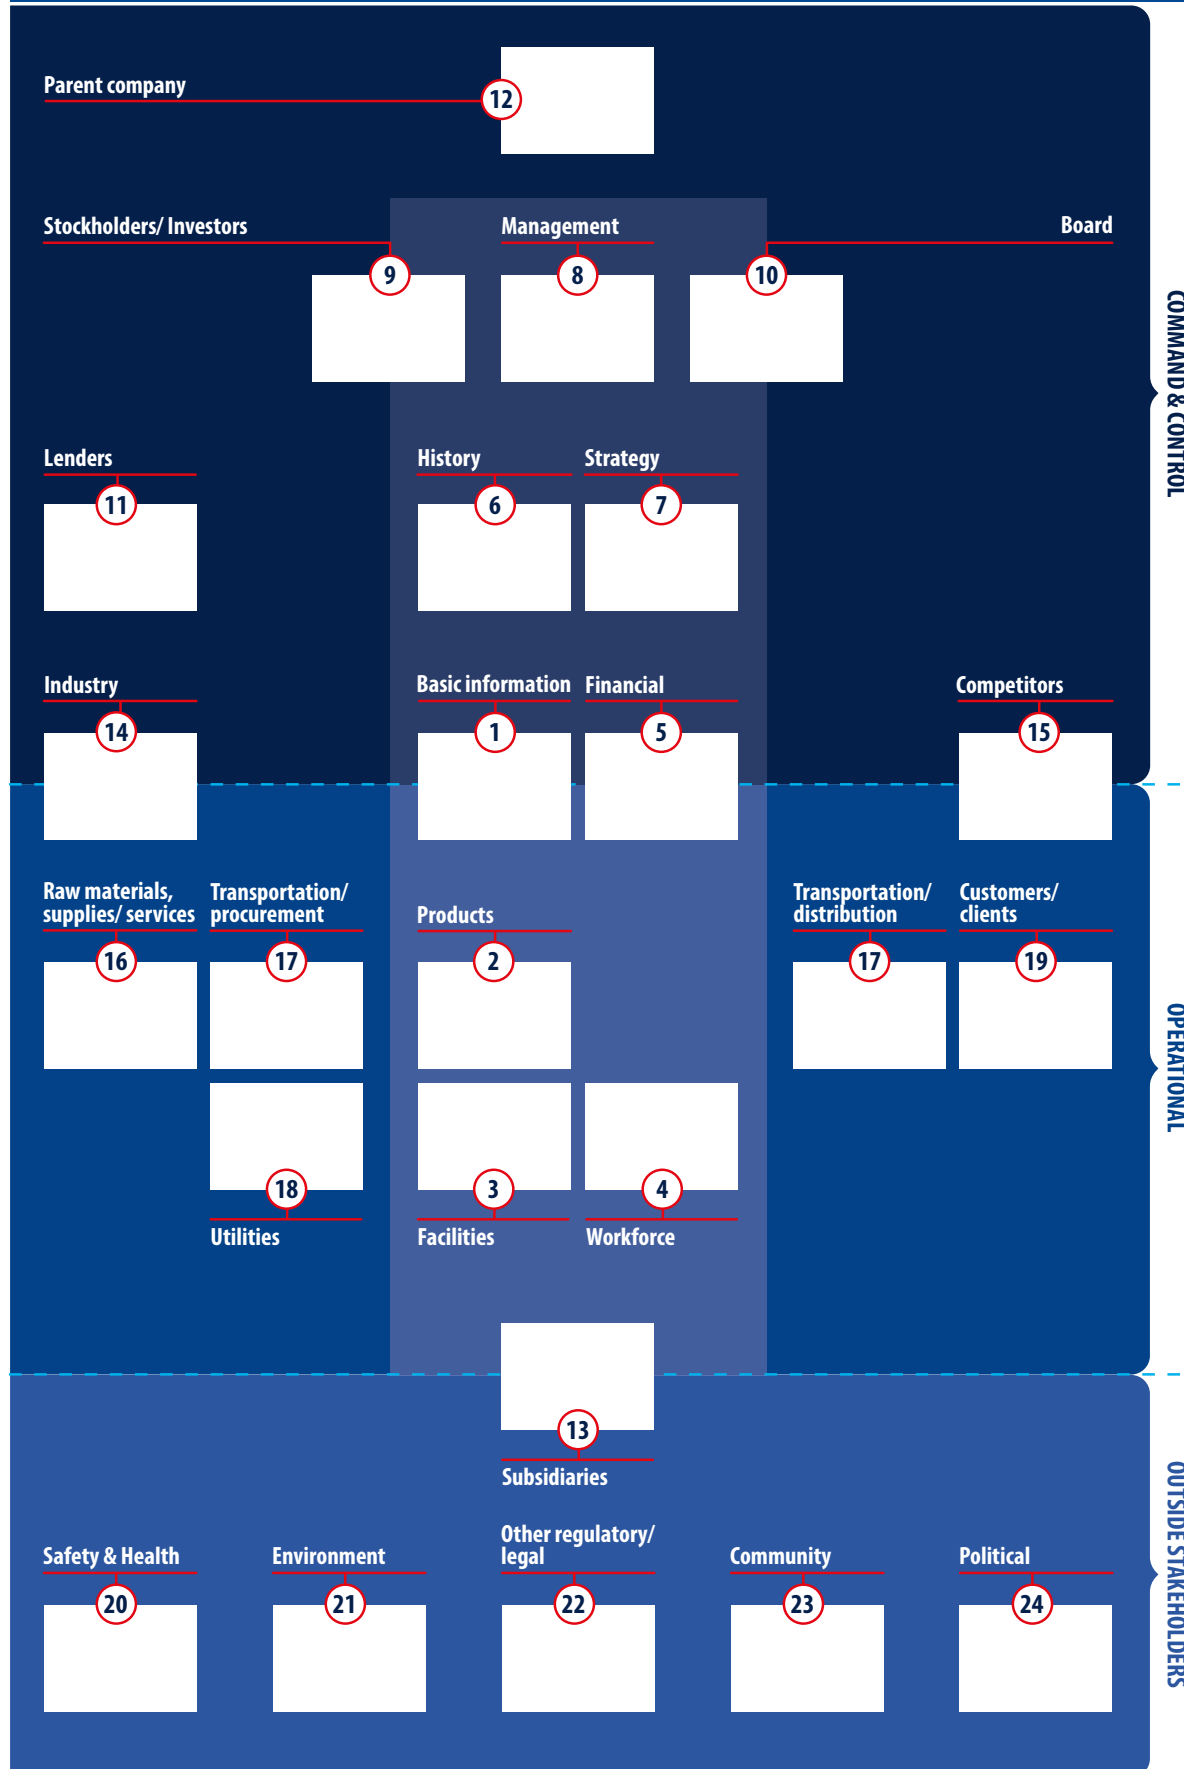 Parent company
12
Stockholders/ Investors
Management
Board
9
8
10
COMMAND & CONTROL
Lenders
History
Strategy
11
6
7
Industry
Basic information
Financial
Competitors
14
1
5
15
Raw materials,
supplies/ services
Transportation/
procurement
Products
Transportation/
distribution
Customers/
clients
16
17
2
17
19
OPERATIONAL
18
3
4
Utilities
Facilities
Workforce
13
Subsidiaries
OUTSIDE STAKEHOLDERS
Safety & Health
Environment
Other regulatory/
legal
Community
Political
20
21
22
23
24